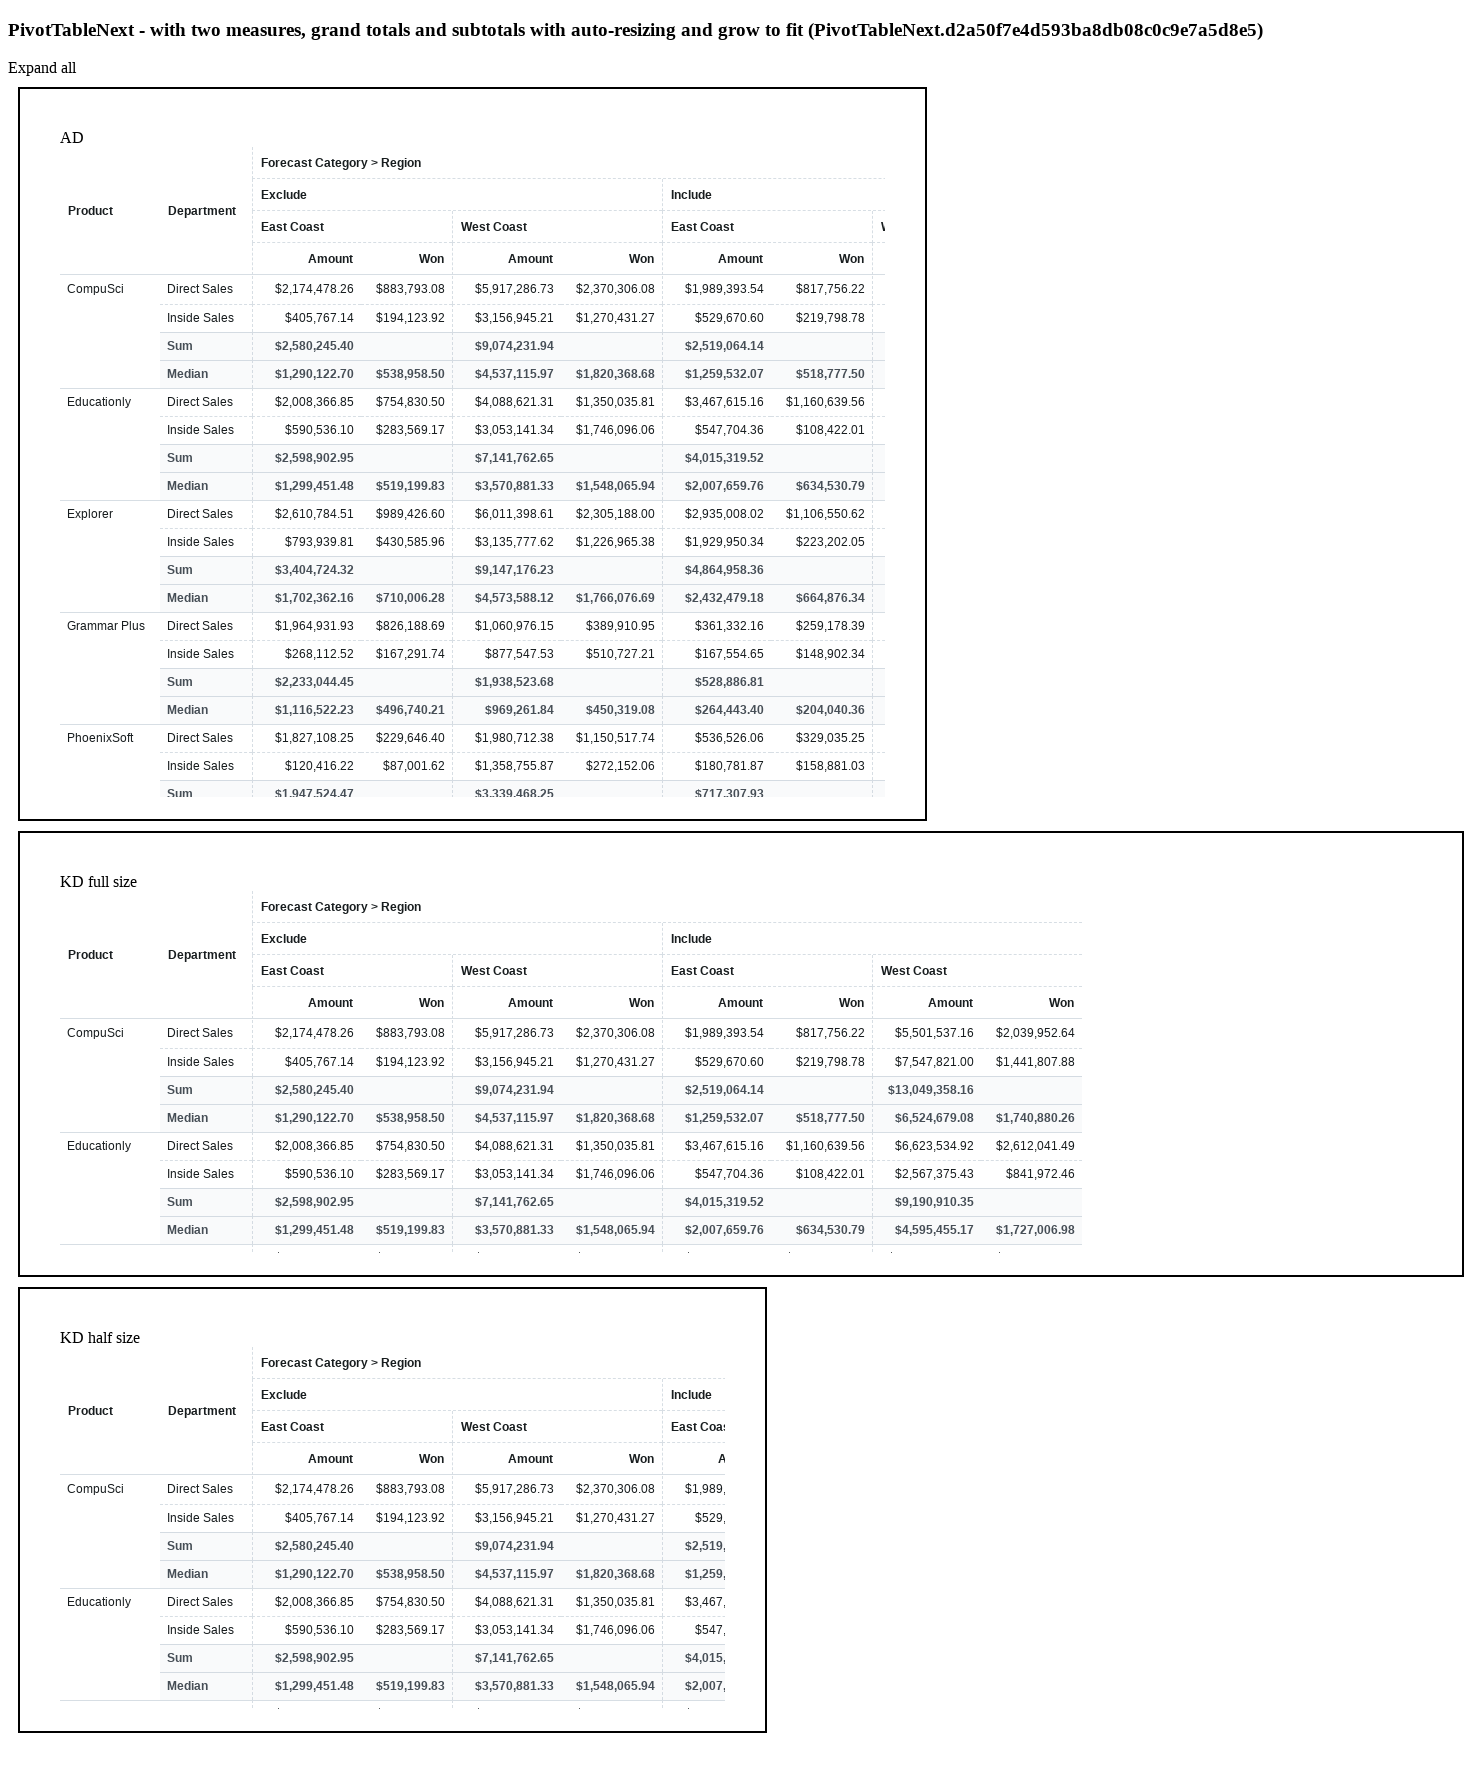 PivotTableNext - with two measures, grand totals and subtotals with auto-resizing and grow to fit (PivotTableNext.d2a50f7e4d593ba8db08c0c9e7a5d8e5)
Expand all
AD
Forecast Category > Region
Exclude Include
Product Department
East Coast West Coast East Coast
Amount Won Amount Won Amount Won
CompuSci Direct Sales $2,174,478.26 $883,793.08 $5,917,286.73 $2,370,306.08 $1,989,393.54 $817,756.22
Inside Sales $405,767.14 $194,123.92 $3,156,945.21 $1,270,431.27 $529,670.60 $219,798.78
Sum $2,580,245.40 $9,074,231.94 $2,519,064.14
Median $1,290,122.70 $538,958.50 $4,537,115.97 $1,820,368.68 $1,259,532.07 $518,777.50
Educationly Direct Sales $2,008,366.85 $754,830.50 $4,088,621.31 $1,350,035.81 $3,467,615.16 $1,160,639.56
Inside Sales $590,536.10 $283,569.17 $3,053,141.34 $1,746,096.06 $547,704.36 $108,422.01
Sum $2,598,902.95 $7,141,762.65 $4,015,319.52
Median $1,299,451.48 $519,199.83 $3,570,881.33 $1,548,065.94 $2,007,659.76 $634,530.79
Explorer Direct Sales $2,610,784.51 $989,426.60 $6,011,398.61 $2,305,188.00 $2,935,008.02 $1,106,550.62
Inside Sales $793,939.81 $430,585.96 $3,135,777.62 $1,226,965.38 $1,929,950.34 $223,202.05
Sum $3,404,724.32 $9,147,176.23 $4,864,958.36
Median $1,702,362.16 $710,006.28 $4,573,588.12 $1,766,076.69 $2,432,479.18 $664,876.34
Grammar Plus Direct Sales $1,964,931.93 $826,188.69 $1,060,976.15 $389,910.95 $361,332.16 $259,178.39
Inside Sales $268,112.52 $167,291.74 $877,547.53 $510,727.21 $167,554.65 $148,902.34
Sum $2,233,044.45 $1,938,523.68 $528,886.81
Median $1,116,522.23 $496,740.21 $969,261.84 $450,319.08 $264,443.40 $204,040.36
PhoenixSoft Direct Sales $1,827,108.25 $229,646.40 $1,980,712.38 $1,150,517.74 $536,526.06 $329,035.25
Inside Sales $120,416.22 $87,001.62 $1,358,755.87 $272,152.06 $180,781.87 $158,881.03
Sum $1,947,524.47 $3,339,468.25 $717,307.93
KD full size
Forecast Category > Region
Exclude Include
Product Department
East Coast West Coast East Coast West Coast
Amount Won Amount Won Amount Won Amount Won
CompuSci Direct Sales $2,174,478.26 $883,793.08 $5,917,286.73 $2,370,306.08 $1,989,393.54 $817,756.22 $5,501,537.16 $2,039,952.64
Inside Sales $405,767.14 $194,123.92 $3,156,945.21 $1,270,431.27 $529,670.60 $219,798.78 $7,547,821.00 $1,441,807.88
Sum $2,580,245.40 $9,074,231.94 $2,519,064.14 $13,049,358.16
Median $1,290,122.70 $538,958.50 $4,537,115.97 $1,820,368.68 $1,259,532.07 $518,777.50 $6,524,679.08 $1,740,880.26
Educationly Direct Sales $2,008,366.85 $754,830.50 $4,088,621.31 $1,350,035.81 $3,467,615.16 $1,160,639.56 $6,623,534.92 $2,612,041.49
Inside Sales $590,536.10 $283,569.17 $3,053,141.34 $1,746,096.06 $547,704.36 $108,422.01 $2,567,375.43 $841,972.46
Sum $2,598,902.95 $7,141,762.65 $4,015,319.52 $9,190,910.35
Median $1,299,451.48 $519,199.83 $3,570,881.33 $1,548,065.94 $2,007,659.76 $634,530.79 $4,595,455.17 $1,727,006.98
KD half size
Forecast Category > Region
Exclude Include
Product Department
East Coast West Coast East Coas
Amount Won Amount Won A
CompuSci Direct Sales $2,174,478.26 $883,793.08 $5,917,286.73 $2,370,306.08 $1,989,
Inside Sales $405,767.14 $194,123.92 $3,156,945.21 $1,270,431.27 $529,
Sum $2,580,245.40 $9,074,231.94 $2,519,
Median $1,290,122.70 $538,958.50 $4,537,115.97 $1,820,368.68 $1,259,
Educationly Direct Sales $2,008,366.85 $754,830.50 $4,088,621.31 $1,350,035.81 $3,467,
Inside Sales $590,536.10 $283,569.17 $3,053,141.34 $1,746,096.06 $547,
Sum $2,598,902.95 $7,141,762.65 $4,015,
Median $1,299,451.48 $519,199.83 $3,570,881.33 $1,548,065.94 $2,007,